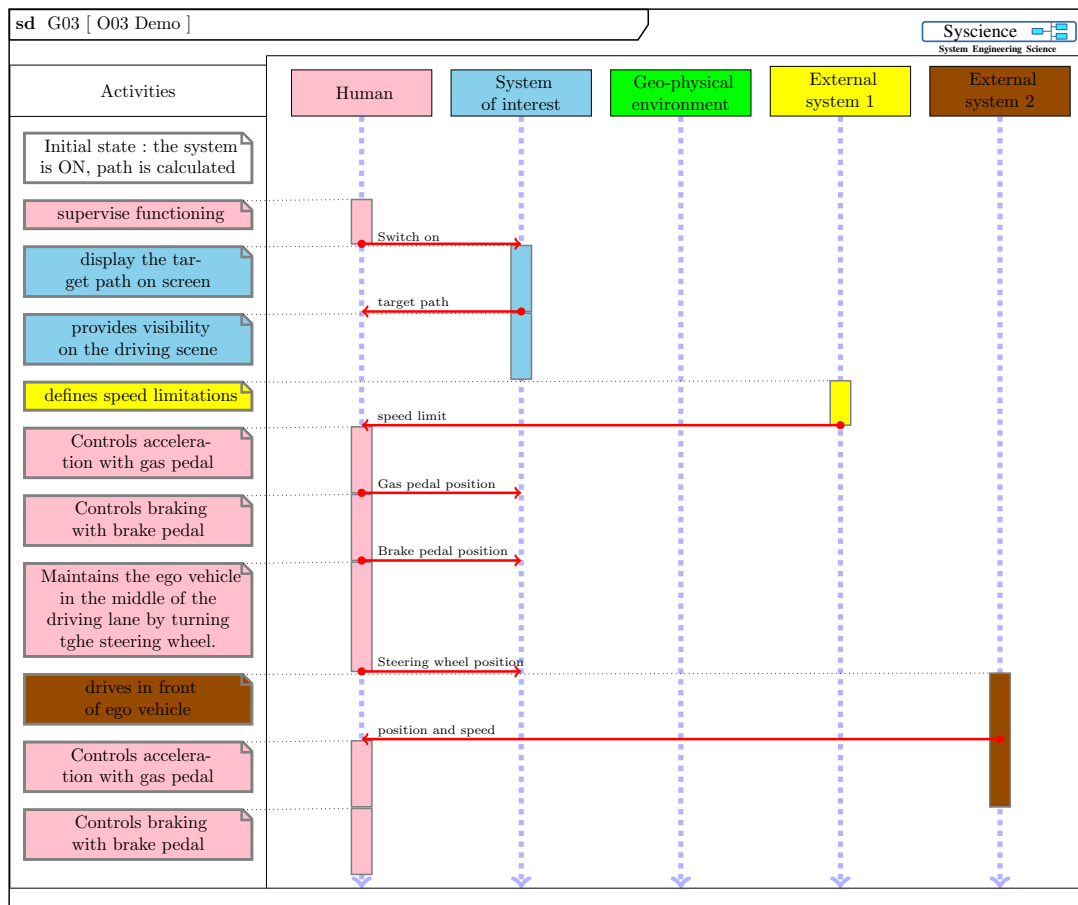 sd G03 [ O03 Demo ]
Syscience
System Engineering Science
Activities
Human
System
of interest
Geo-physical
environment
External
system 1
External
system 2
Initial state : the system
is ON, path is calculated
supervise functioning
Switch on
display the tar-
get path on screen
target path
provides visibility
on the driving scene
defines speed limitations
speed limit
Controls accelera-
tion with gas pedal
Gas pedal position
Controls braking
with brake pedal
Brake pedal position
Maintains the ego vehicle
in the middle of the
driving lane by turning
tghe steering wheel.
Steering wheel position
drives in front
of ego vehicle
position and speed
Controls accelera-
tion with gas pedal
Controls braking
with brake pedal